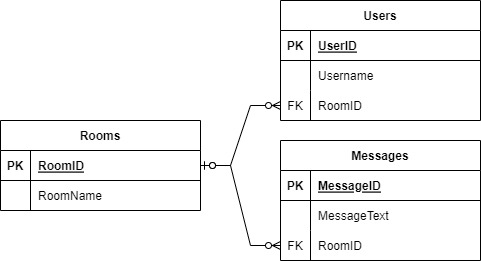 Users
PK UserID
Username
FK RoomID
Rooms
PK RoomID
RoomName
Messages
PK MessageID
MessageText
FK RoomID